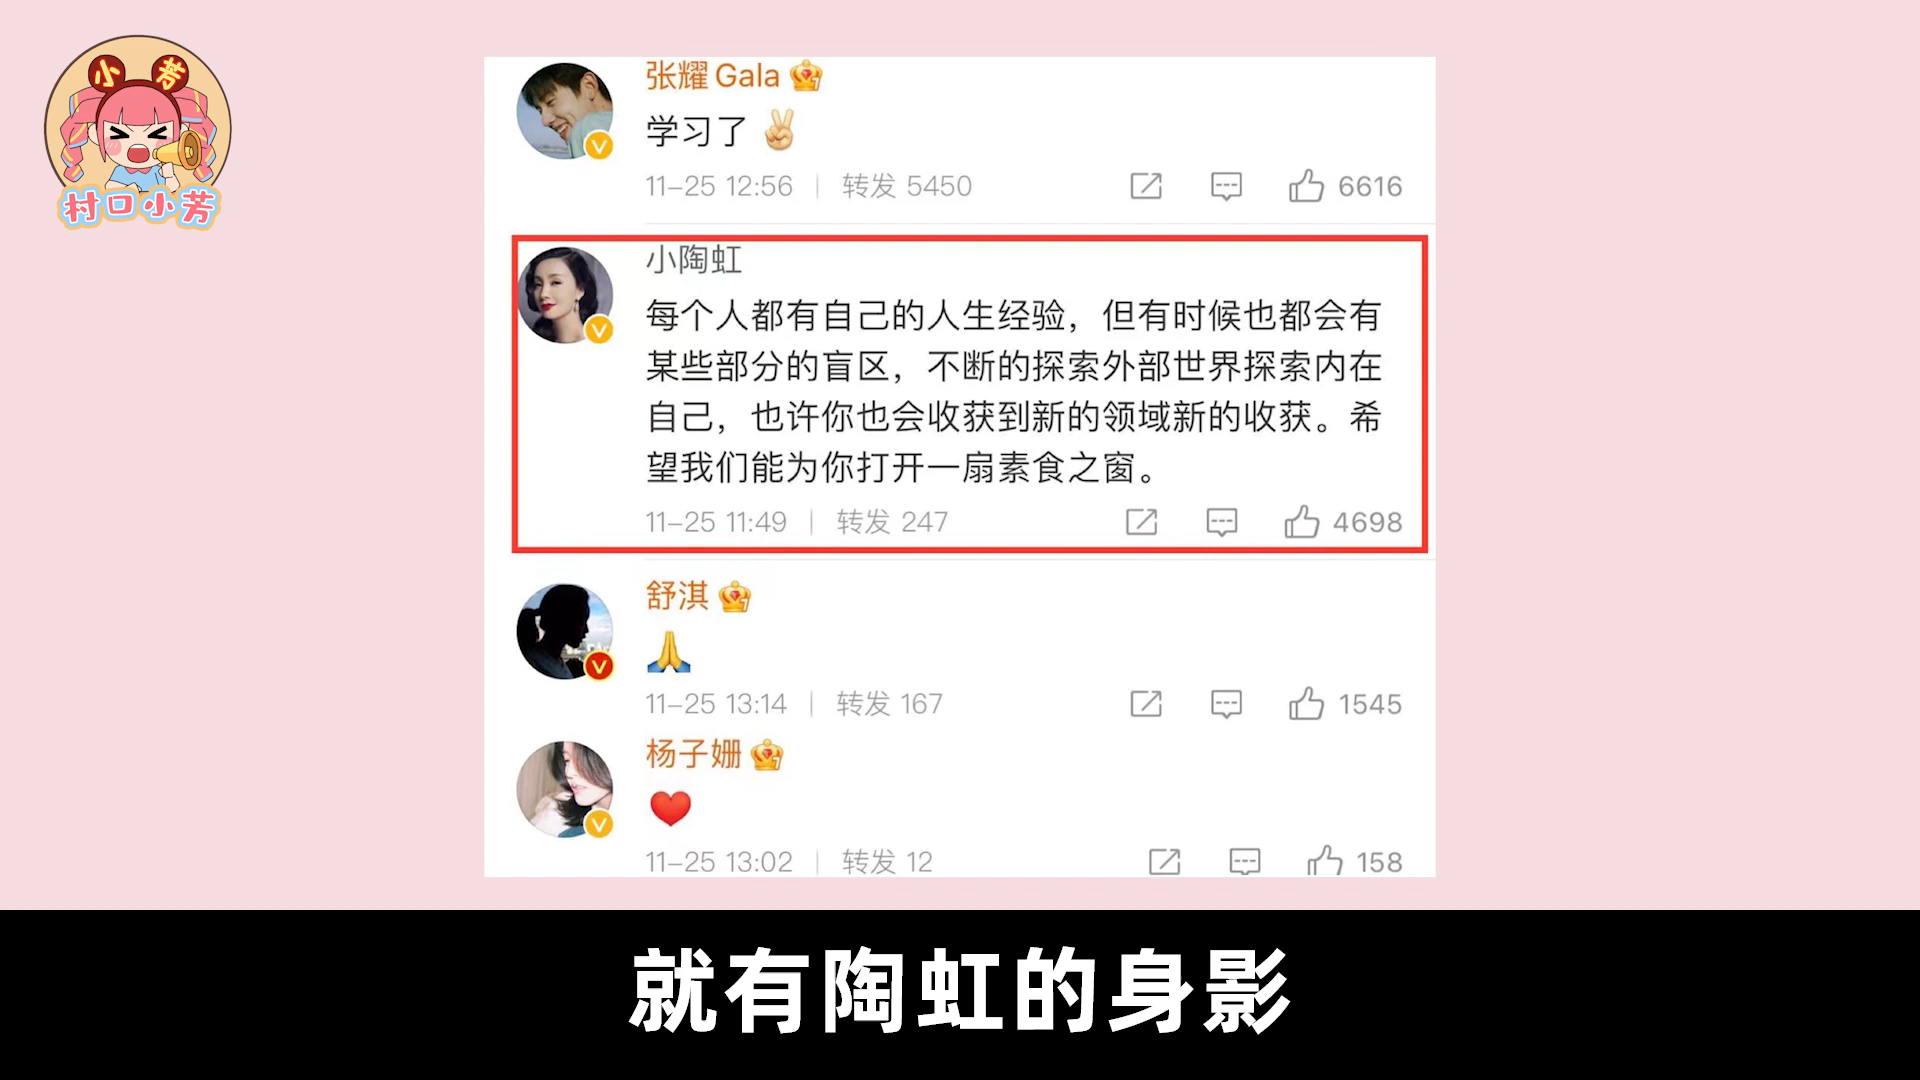 小芳
村口小芳
张耀Gala
学习了✌🏻
11-25 12:56 | 转发 5450
6616
小陶虹
每个人都有自己的人生经验，但有时候也都会有
某些部分的盲区，不断的探索外部世界探索内在
自己，也许你也会收获到新的领域新的收获。希
望我们能为你打开一扇素食之窗。
11-25 11:49 | 转发 247
4698
舒淇
🙏
11-25 13:14 | 转发 167
1545
杨子姗
❤️
11-25 13:02 | 转发 12
158
就有陶虹的身影